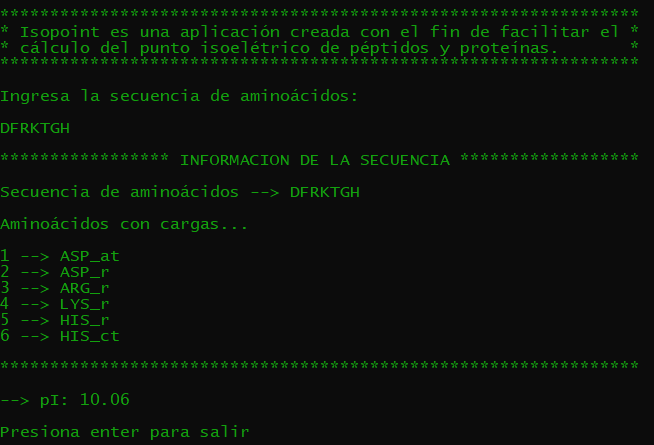 ****************************************************************
* Isopoint es una aplicación creada con el fin de facilitar el *
* cálculo del punto isoelétrico de péptidos y proteínas.       *
****************************************************************
Ingresa la secuencia de aminoácidos:
DFRKTGH
***************** INFORMACION DE LA SECUENCIA ******************
Secuencia de aminoácidos --> DFRKTGH
Aminoácidos con cargas...
1 --> ASP_at
2 --> ASP_r
3 --> ARG_r
4 --> LYS_r
5 --> HIS_r
6 --> HIS_ct
****************************************************************
--> pI: 10.06
Presiona enter para salir